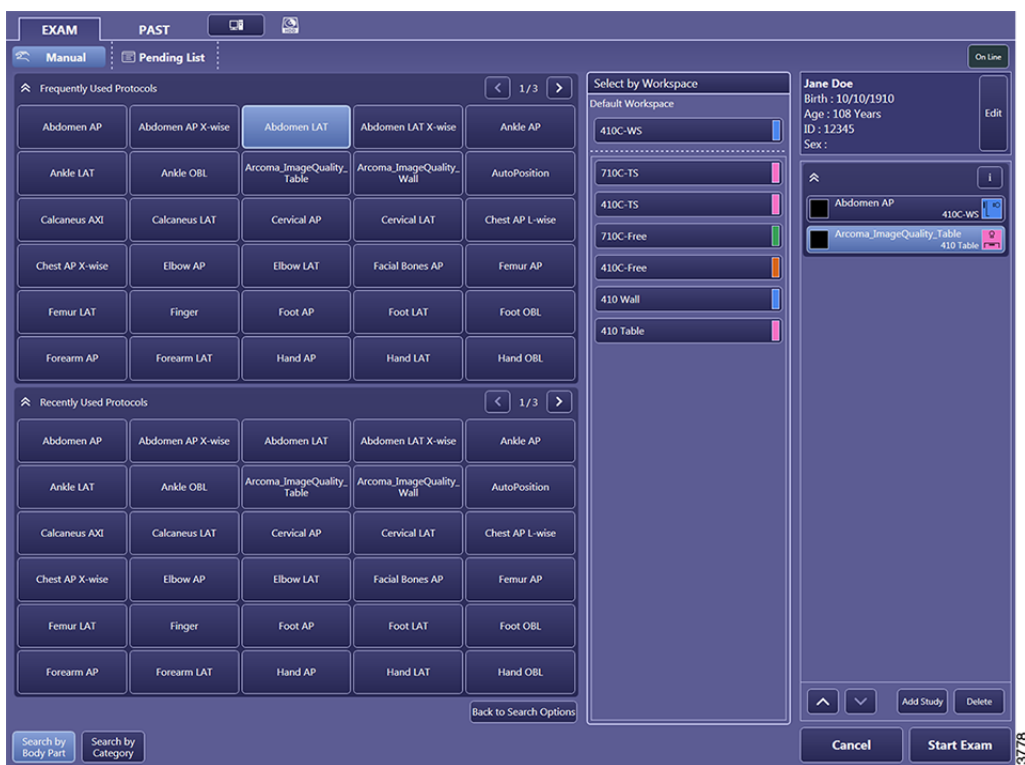 EXAM
PAST
Manual
Pending List
On Line
Frequently Used Protocols
1/3
Abdomen AP
Abdomen AP X-wise
Abdomen LAT
Abdomen LAT X-wise
Ankle AP
Ankle LAT
Ankle OBL
Arcoma_ImageQuality_
Table
Arcoma_ImageQuality_
Wall
AutoPosition
Calcaneus AXI
Calcaneus LAT
Cervical AP
Cervical LAT
Chest AP L-wise
Chest AP X-wise
Elbow AP
Elbow LAT
Facial Bones AP
Femur AP
Femur LAT
Finger
Foot AP
Foot LAT
Foot OBL
Forearm AP
Forearm LAT
Hand AP
Hand LAT
Hand OBL
Recently Used Protocols
1/3
Abdomen AP
Abdomen AP X-wise
Abdomen LAT
Abdomen LAT X-wise
Ankle AP
Ankle LAT
Ankle OBL
Arcoma_ImageQuality_
Table
Arcoma_ImageQuality_
Wall
AutoPosition
Calcaneus AXI
Calcaneus LAT
Cervical AP
Cervical LAT
Chest AP L-wise
Chest AP X-wise
Elbow AP
Elbow LAT
Facial Bones AP
Femur AP
Femur LAT
Finger
Foot AP
Foot LAT
Foot OBL
Forearm AP
Forearm LAT
Hand AP
Hand LAT
Hand OBL
Back to Search Options
Search by
Body Part
Search by
Category
Select by Workspace
Default Workspace
410C-WS
710C-TS
410C-TS
710C-Free
410C-Free
410 Wall
410 Table
Jane Doe
Birth : 10/10/1910
Age : 108 Years
ID : 12345
Sex :
Edit
i
Abdomen AP
410C-WS
Arcoma_ImageQuality_Table
410 Table
Add Study
Delete
Cancel
Start Exam
3778